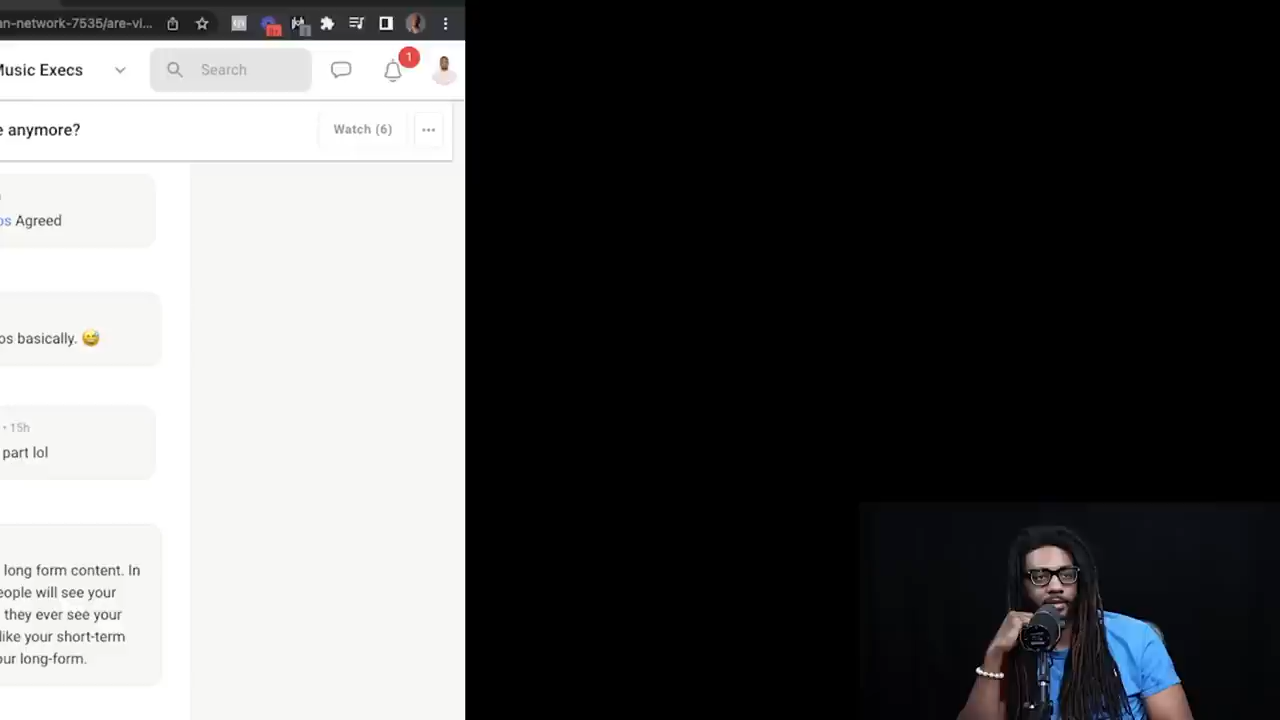 an-network-7535/are-vi...
Music Execs
Search
1
e anymore?
Watch (6)
os Agreed
os basically. 😅
• 15h
part lol
long form content. In
eople will see your
they ever see your
like your short-term
our long-form.